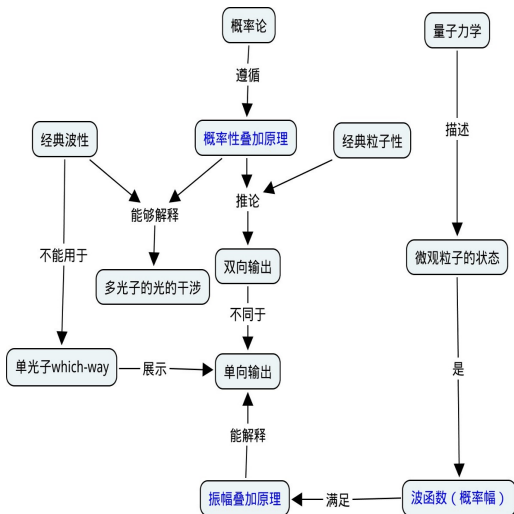 概率论
量子力学
遵循
描述
经典波性
概率性叠加原理
经典粒子性
能够解释
推论
不能用于
双向输出
微观粒子的状态
多光子的光的干涉
不同于
单光子which-way
展示
单向输出
是
能解释
振幅叠加原理
满足
波函数（概率幅）